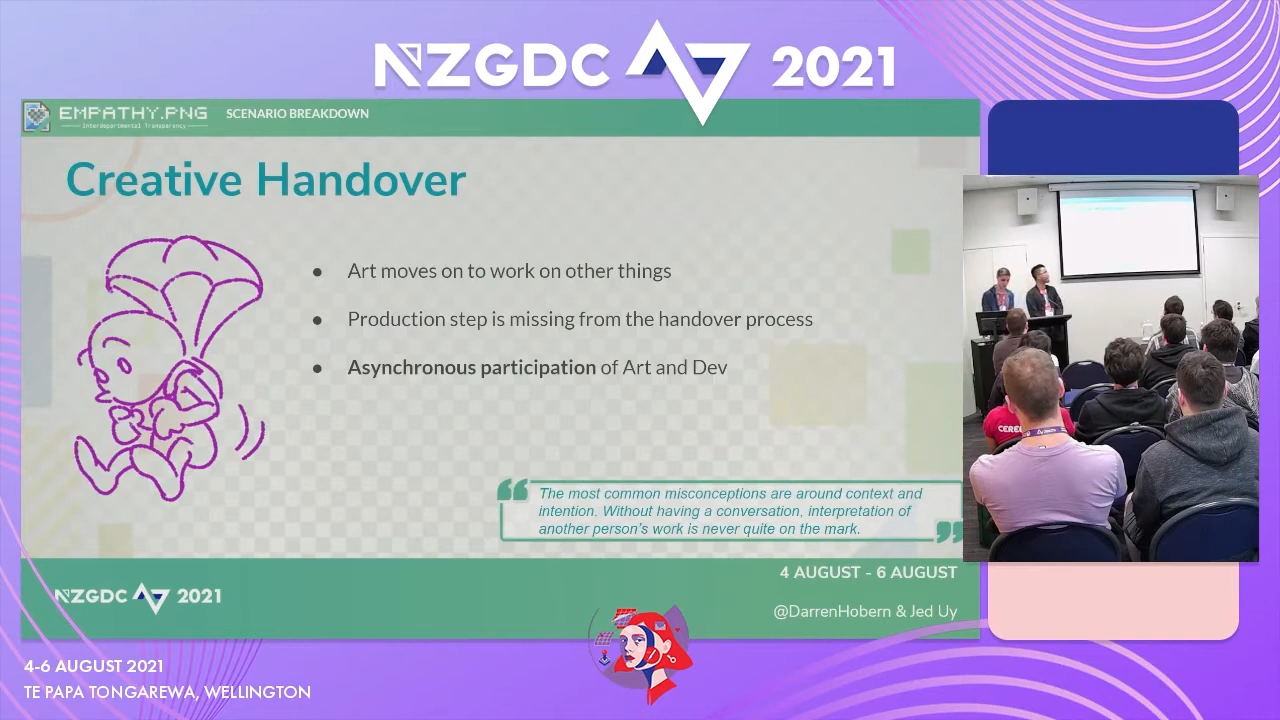 NZGDC 2021
EMPATHY.PNG
Interdepartmental Transparency
SCENARIO BREAKDOWN
Creative Handover
● Art moves on to work on other things
● Production step is missing from the handover process
● Asynchronous participation of Art and Dev
“ The most common misconceptions are around context and
intention. Without having a conversation, interpretation of
another person's work is never quite on the mark. ”
CERE
NZGDC 2021
4 AUGUST - 6 AUGUST
@DarrenHobern & Jed Uy
4-6 AUGUST 2021
TE PAPA TONGAREWA, WELLINGTON